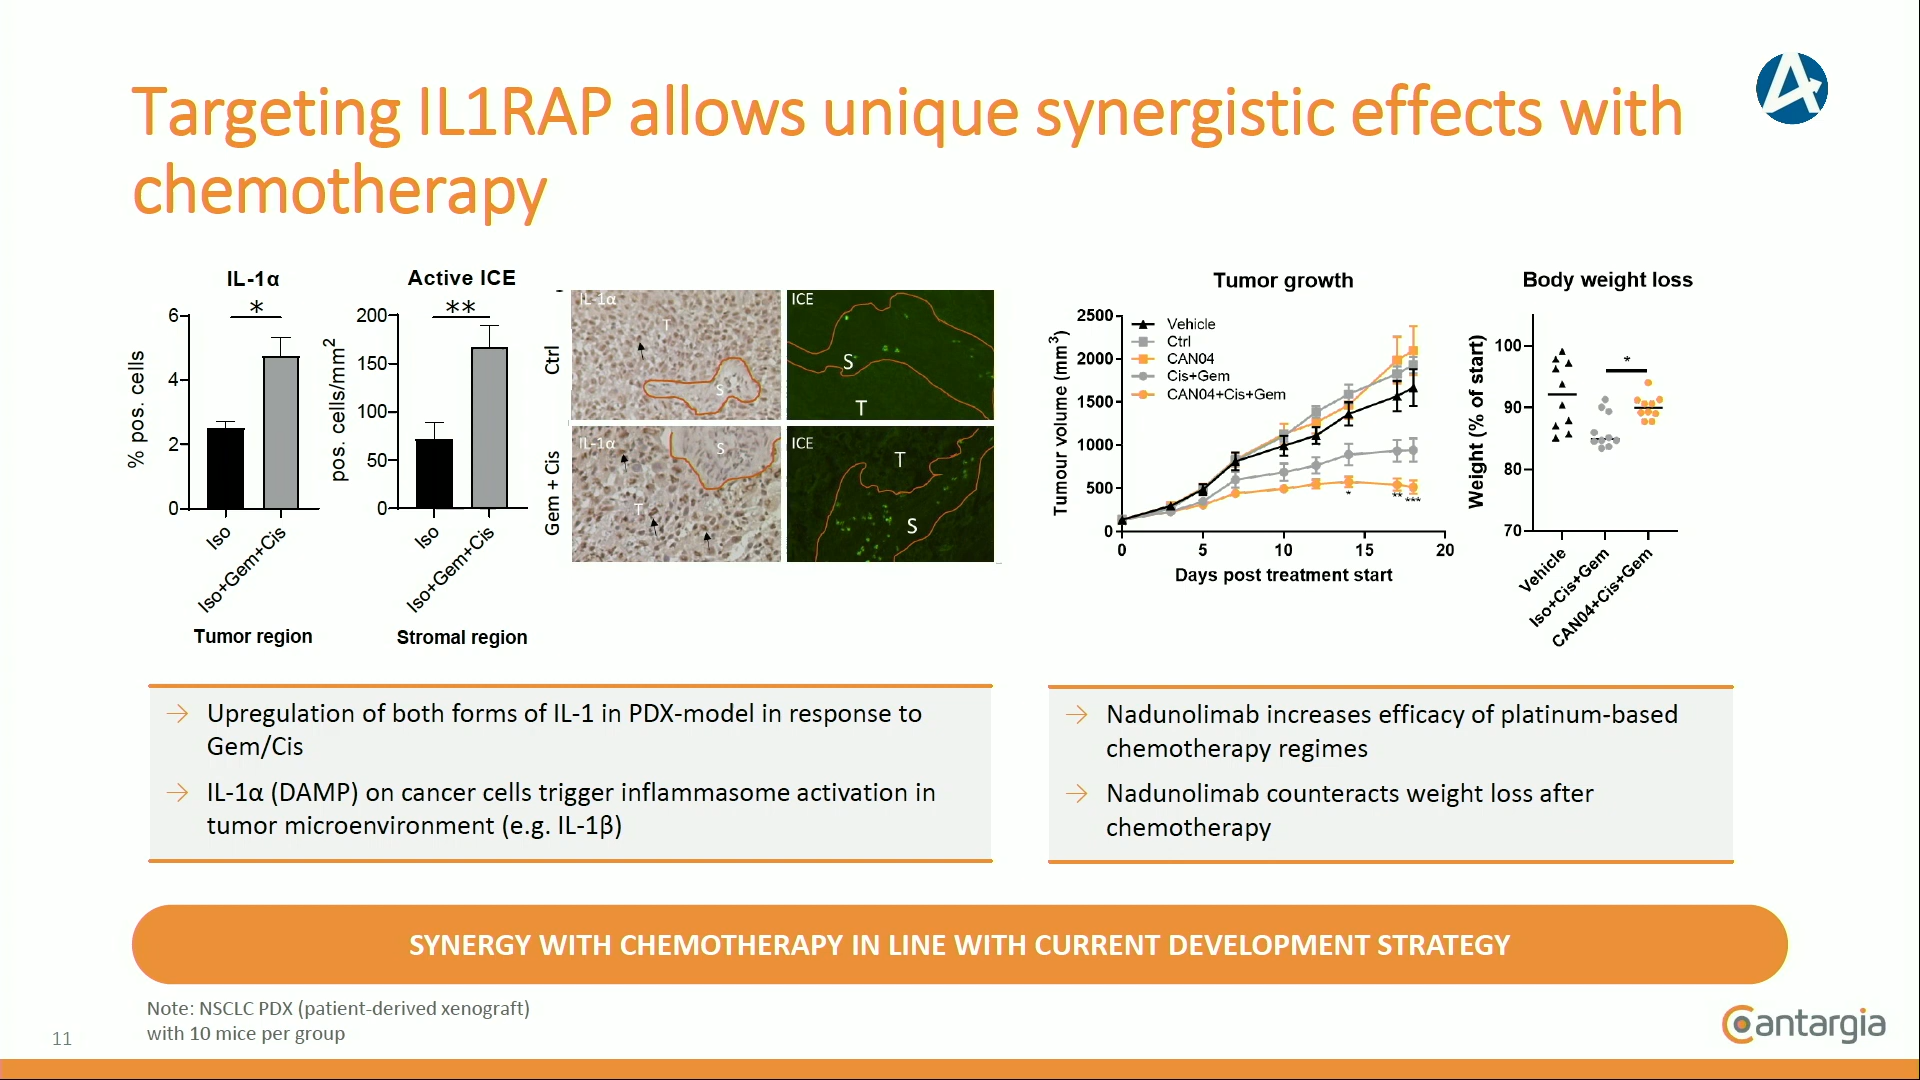 Targeting IL1RAP allows unique synergistic effects with
chemotherapy
IL-1α
*
6
4
2
0
% pos. cells
Iso
Iso+Gem+Cis
Tumor region
Active ICE
**
200
150
100
50
0
pos. cells/mm²
Iso
Iso+Gem+Cis
Stromal region
Ctrl
IL-1α
T
S
ICE
S
T
Gem + Cis
IL-1α
S
T
ICE
T
S
Tumor growth
2500
2000
1500
1000
500
0
Tumour volume (mm³)
Vehicle
Ctrl
CAN04
Cis+Gem
CAN04+Cis+Gem
* ** ***
0 5 10 15 20
Days post treatment start
Body weight loss
*
100
90
80
70
Weight (% of start)
Vehicle
Iso+Cis+Gem
CAN04+Cis+Gem
→ Upregulation of both forms of IL-1 in PDX-model in response to
Gem/Cis
→ IL-1α (DAMP) on cancer cells trigger inflammasome activation in
tumor microenvironment (e.g. IL-1β)
→ Nadunolimab increases efficacy of platinum-based
chemotherapy regimes
→ Nadunolimab counteracts weight loss after
chemotherapy
SYNERGY WITH CHEMOTHERAPY IN LINE WITH CURRENT DEVELOPMENT STRATEGY
Note: NSCLC PDX (patient-derived xenograft)
with 10 mice per group
11
Cantargia